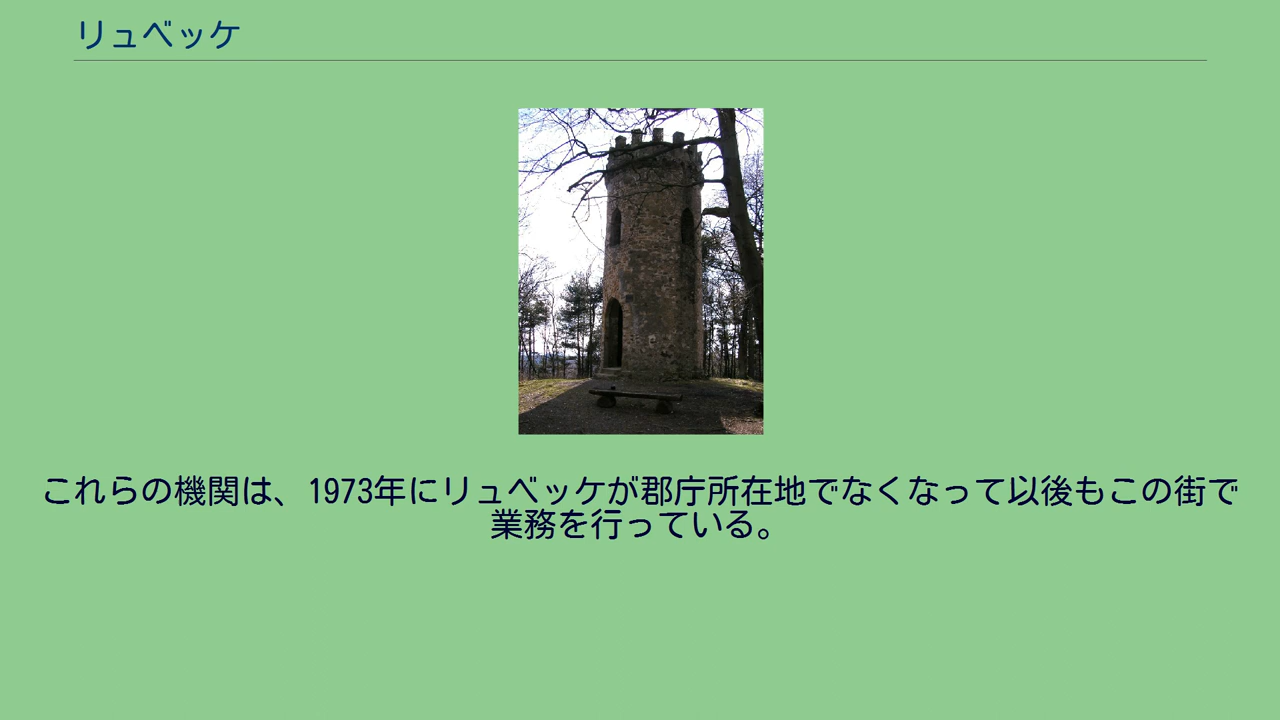 リュベッケ
これらの機関は、1973年にリュベッケが郡庁所在地でなくなって以後もこの街で
業務を行っている。